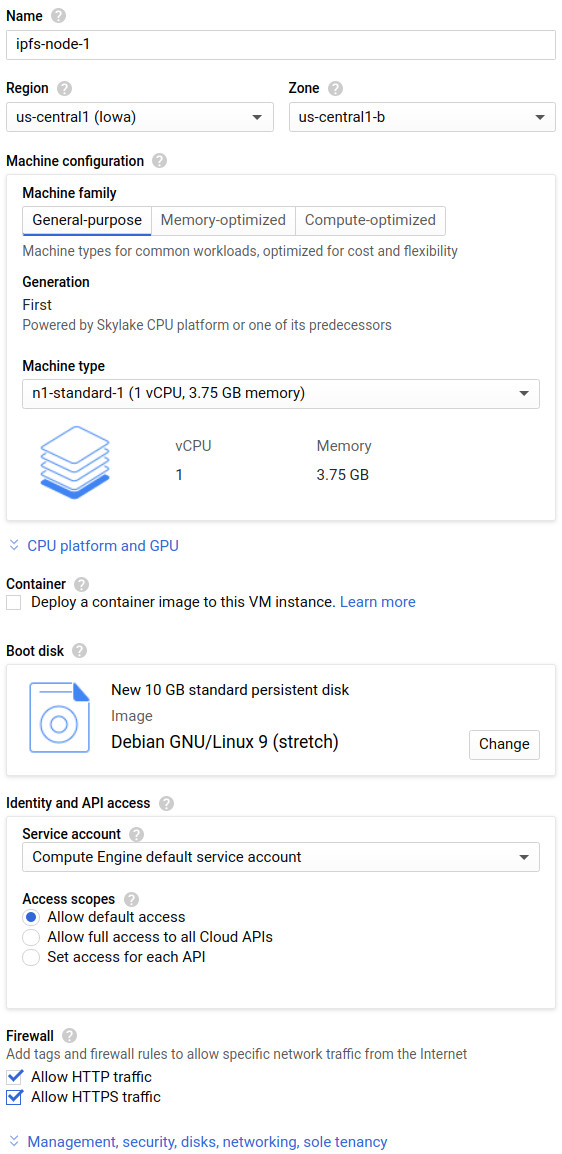 Name ?
ipfs-node-1
Region ? Zone ?
us-central1 (Iowa) us-central1-b
Machine configuration ?
Machine family
General-purpose Memory-optimized Compute-optimized
Machine types for common workloads, optimized for cost and flexibility
Generation
First
Powered by Skylake CPU platform or one of its predecessors
Machine type
n1-standard-1 (1 vCPU, 3.75 GB memory)
vCPU Memory
1 3.75 GB
CPU platform and GPU
Container ?
Deploy a container image to this VM instance. Learn more
Boot disk ?
New 10 GB standard persistent disk
Image
Debian GNU/Linux 9 (stretch)
Change
Identity and API access ?
Service account ?
Compute Engine default service account
Access scopes ?
Allow default access
Allow full access to all Cloud APIs
Set access for each API
Firewall ?
Add tags and firewall rules to allow specific network traffic from the Internet
Allow HTTP traffic
Allow HTTPS traffic
Management, security, disks, networking, sole tenancy